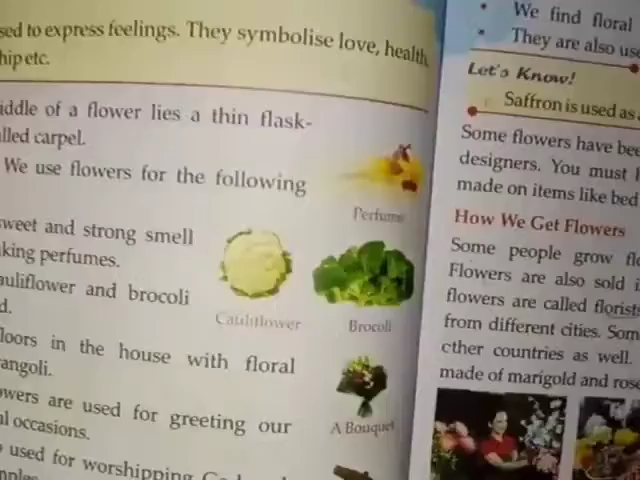 sed to express feelings. They symbolise love, health,
hip etc.
iddle of a flower lies a thin flask-
lled carpel.
We use flowers for the following
Perfume
sweet and strong smell
king perfumes.
auliflower and brocoli
d.
Cauliflower
Brocoli
loors in the house with floral
angoli.
owers are used for greeting our
al occasions.
A Bouquet
used for worshipping
• We find floral
• They are also use
Let's Know!
Saffron is used as
Some flowers have bee
designers. You must
made on items like bed
How We Get Flowers
Some people grow flo
Flowers are also sold i
flowers are called florists
from different cities. Som
other countries as well.
made of marigold and rose